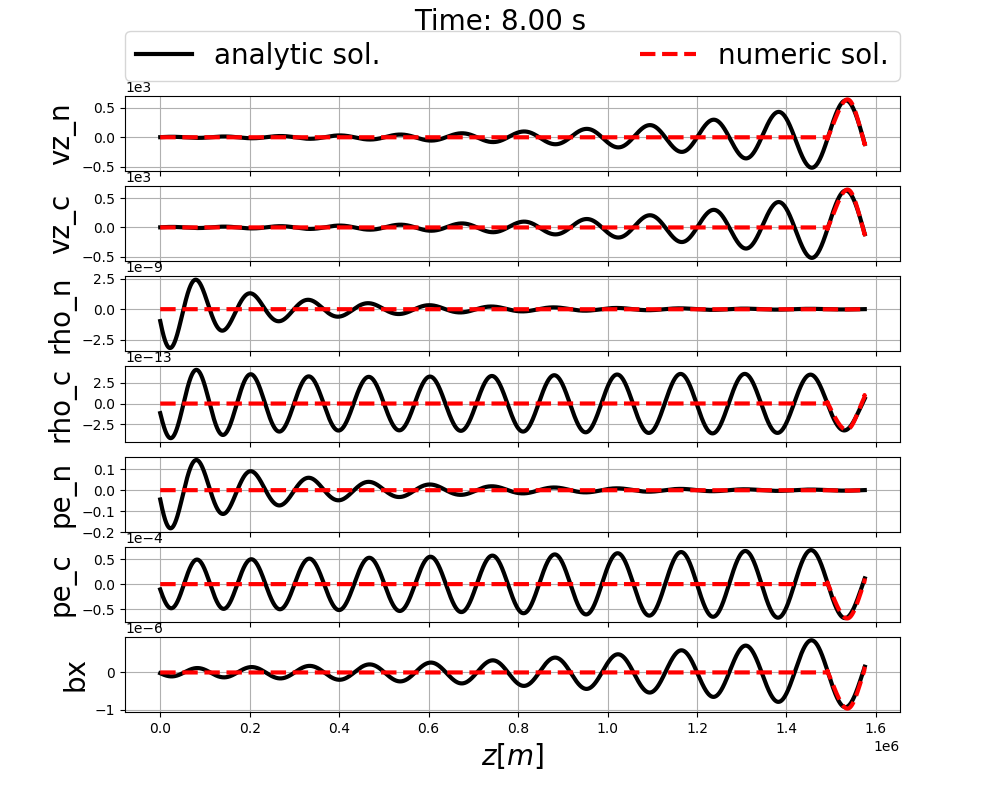 Time: 8.00 s
analytic sol. numeric sol.
1e3
vz_n
0.5
0.0
−0.5
1e3
vz_c
0.5
0.0
−0.5
1e−9
rho_n
2.5
0.0
−2.5
1e−13
rho_c
2.5
0.0
−2.5
pe_n
0.1
0.0
−0.1
−0.2
1e−4
pe_c
0.5
0.0
−0.5
1e−6
bx
0
−1
0.0 0.2 0.4 0.6 0.8 1.0 1.2 1.4 1.6
1e6
z[m]